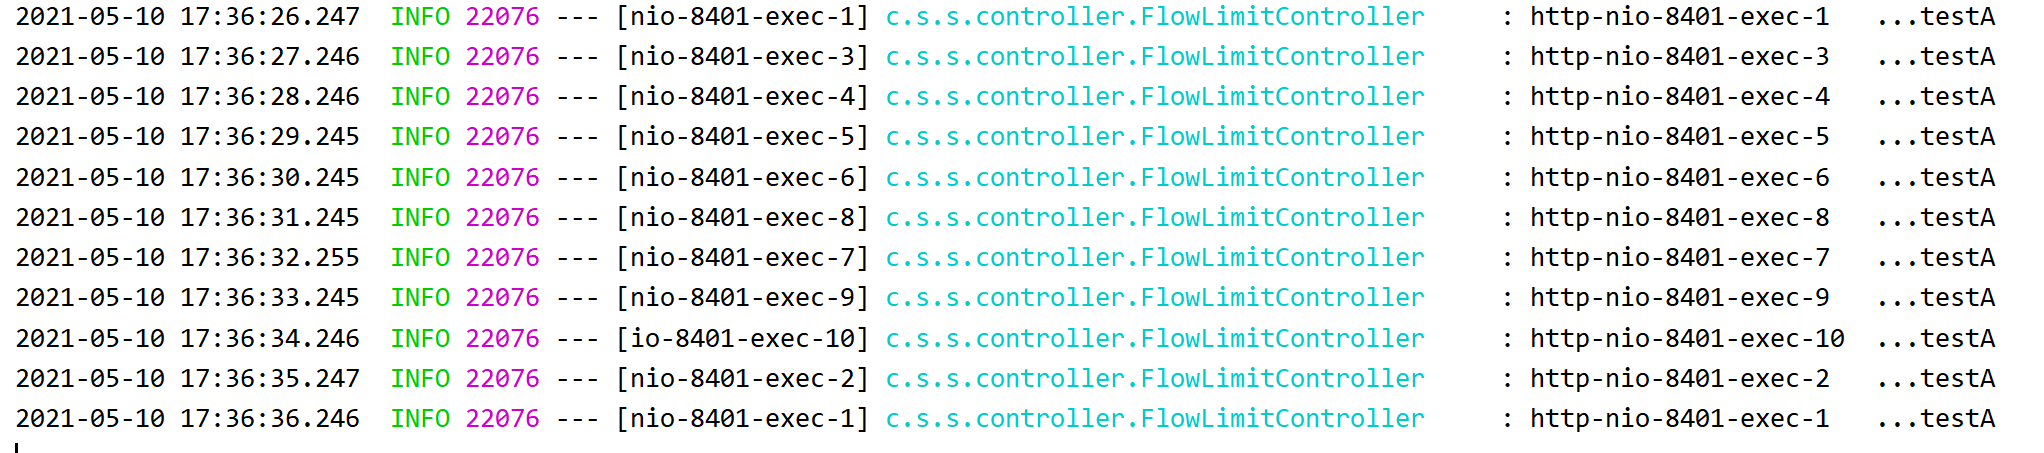 2021-05-10 17:36:26.247  INFO 22076 --- [nio-8401-exec-1] c.s.s.controller.FlowLimitController     : http-nio-8401-exec-1   ...testA
2021-05-10 17:36:27.246  INFO 22076 --- [nio-8401-exec-3] c.s.s.controller.FlowLimitController     : http-nio-8401-exec-3   ...testA
2021-05-10 17:36:28.246  INFO 22076 --- [nio-8401-exec-4] c.s.s.controller.FlowLimitController     : http-nio-8401-exec-4   ...testA
2021-05-10 17:36:29.245  INFO 22076 --- [nio-8401-exec-5] c.s.s.controller.FlowLimitController     : http-nio-8401-exec-5   ...testA
2021-05-10 17:36:30.245  INFO 22076 --- [nio-8401-exec-6] c.s.s.controller.FlowLimitController     : http-nio-8401-exec-6   ...testA
2021-05-10 17:36:31.245  INFO 22076 --- [nio-8401-exec-8] c.s.s.controller.FlowLimitController     : http-nio-8401-exec-8   ...testA
2021-05-10 17:36:32.255  INFO 22076 --- [nio-8401-exec-7] c.s.s.controller.FlowLimitController     : http-nio-8401-exec-7   ...testA
2021-05-10 17:36:33.245  INFO 22076 --- [nio-8401-exec-9] c.s.s.controller.FlowLimitController     : http-nio-8401-exec-9   ...testA
2021-05-10 17:36:34.246  INFO 22076 --- [io-8401-exec-10] c.s.s.controller.FlowLimitController     : http-nio-8401-exec-10  ...testA
2021-05-10 17:36:35.247  INFO 22076 --- [nio-8401-exec-2] c.s.s.controller.FlowLimitController     : http-nio-8401-exec-2   ...testA
2021-05-10 17:36:36.246  INFO 22076 --- [nio-8401-exec-1] c.s.s.controller.FlowLimitController     : http-nio-8401-exec-1   ...testA